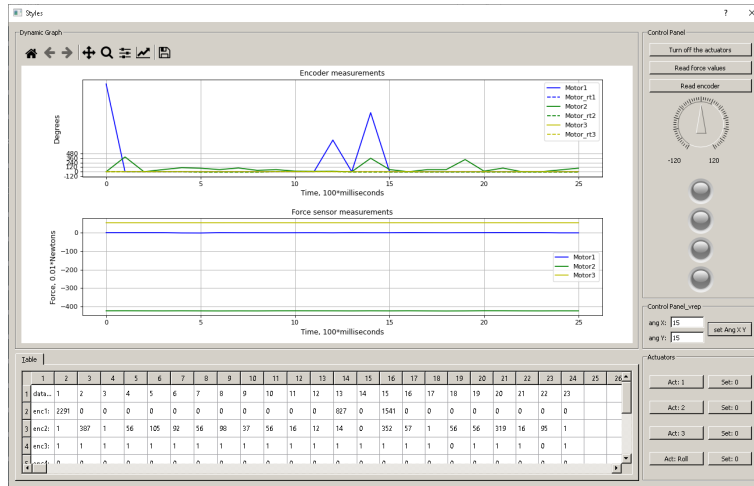 Styles
? ×
Dynamic Graph
Encoder measurements
Degrees
480
360
240
120
0
-120
0 5 10 15 20 25
Time, 100*milliseconds
Motor1
Motor_rt1
Motor2
Motor_rt2
Motor3
Motor_rt3
Force sensor measurements
Force, 0.01*Newtons
0
−100
−200
−300
−400
0 5 10 15 20 25
Time, 100*milliseconds
Motor1
Motor2
Motor3
Control Panel
Turn off the actuators
Read force values
Read encoder
-120 120
Control Panel_vrep
ang X: 15
ang Y: 15
set Ang X Y
Table
1 2 3 4 5 6 7 8 9 10 11 12 13 14 15 16 17 18 19 20 21 22 23 24 25 26
1 data... 1 2 3 4 5 6 7 8 9 10 11 12 13 14 15 16 17 18 19 20 21 22 23
2 enc1: 2291 0 0 0 0 0 0 0 0 0 0 0 827 0 1541 0 0 0 0 0 0 0 0
3 enc2: 1 387 1 56 105 92 56 98 37 56 16 12 14 0 352 57 1 56 56 319 16 95 1
4 enc3: 1 1 1 1 1 1 1 1 1 1 1 1 1 1 1 1 1 0 1 1 1 0 1
Actuators
Act: 1 Set: 0
Act: 2 Set: 0
Act: 3 Set: 0
Act: Roll Set: 0